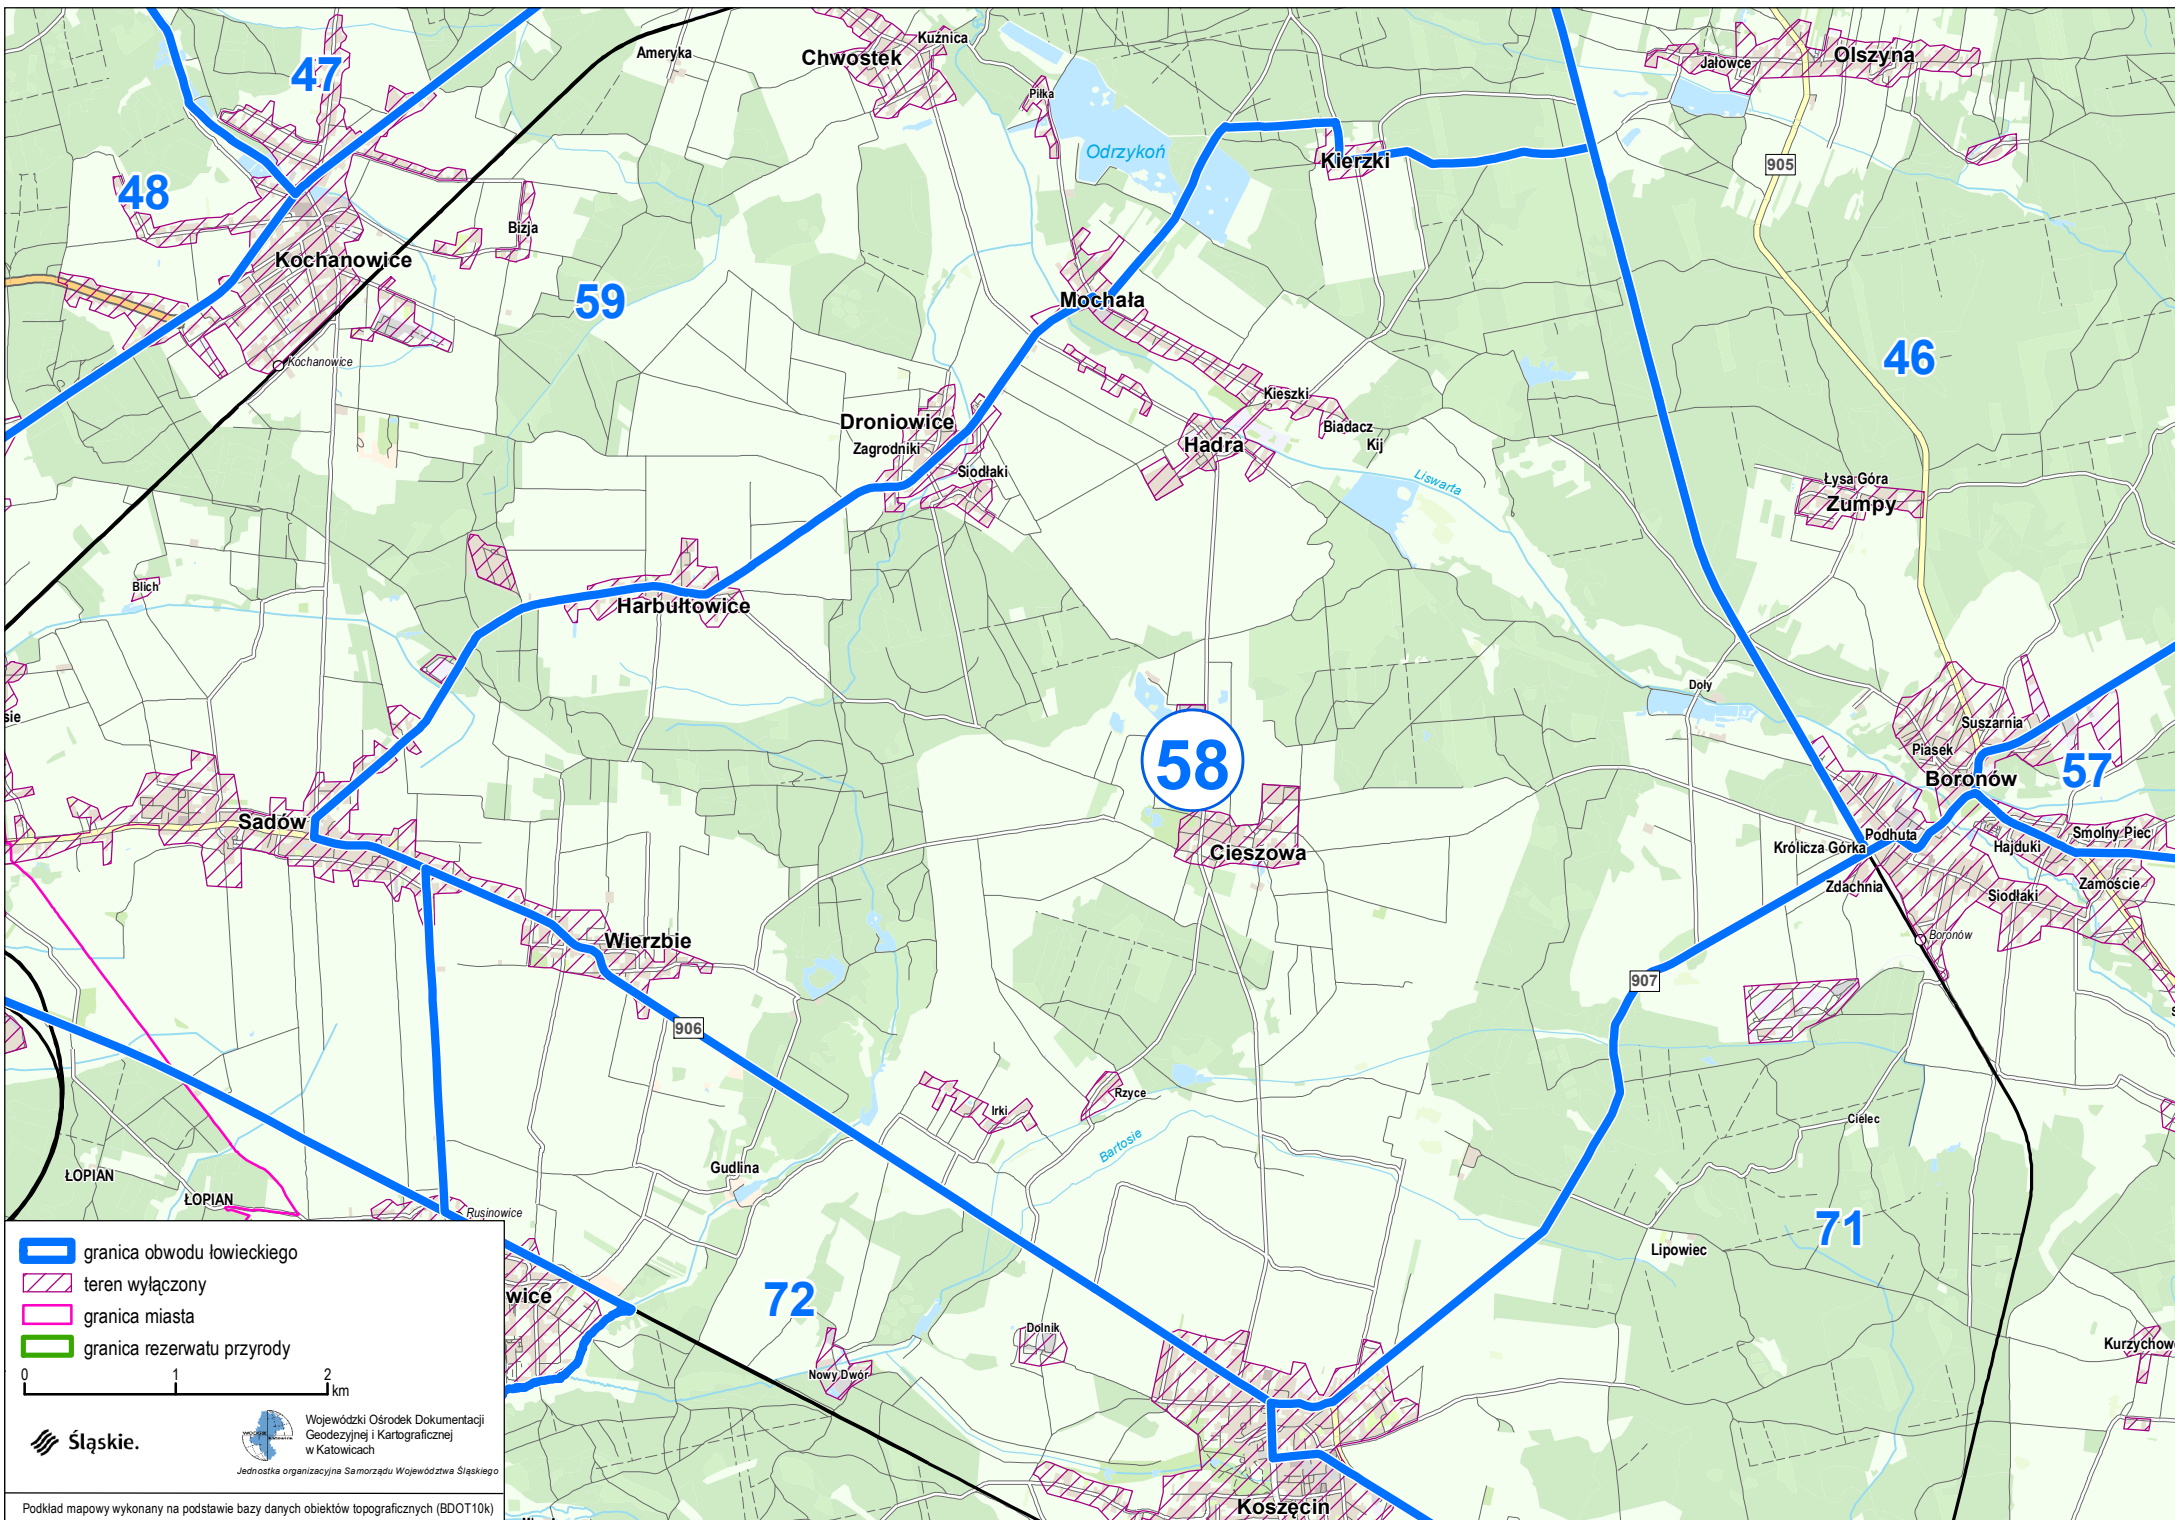 47
Ameryka
Chwostek
Kuźnica
Piłka
Jałowce
Olszyna
Odrzykoń
Kierzki
905
48
Bizja
Kochanowice
59
Mochała
Kochanowice
46
Droniowice
Zagrodniki
Siodłaki
Kieszki
Biadacz
Kij
Hadra
Liswarta
Łysa Góra
Zumpy
Blich
Harbułtowice
Doły
sie
Suszarnia
Piasek
Boronów
57
58
Sadów
Cieszowa
Podhuta
Królicza Górka
Smolny Piec
Hajduki
Zdachnia
Zamoście
Siodłaki
Wierzbie
Boronów
907
906
Rzyce
Irki
Cielec
Bartosie
Gudlina
ŁOPIAN
ŁOPIAN
Rusinowice
71
Lipowiec
wice
72
Dolnik
Nowy Dwór
Kurzychow
Koszęcin
granica obwodu łowieckiego
teren wyłączony
granica miasta
granica rezerwatu przyrody
0 1 2
km
Śląskie.
Wojewódzki Ośrodek Dokumentacji
Geodezyjnej i Kartograficznej
w Katowicach
Jednostka organizacyjna Samorządu Województwa Śląskiego
Podkład mapowy wykonany na podstawie bazy danych obiektów topograficznych (BDOT10k)